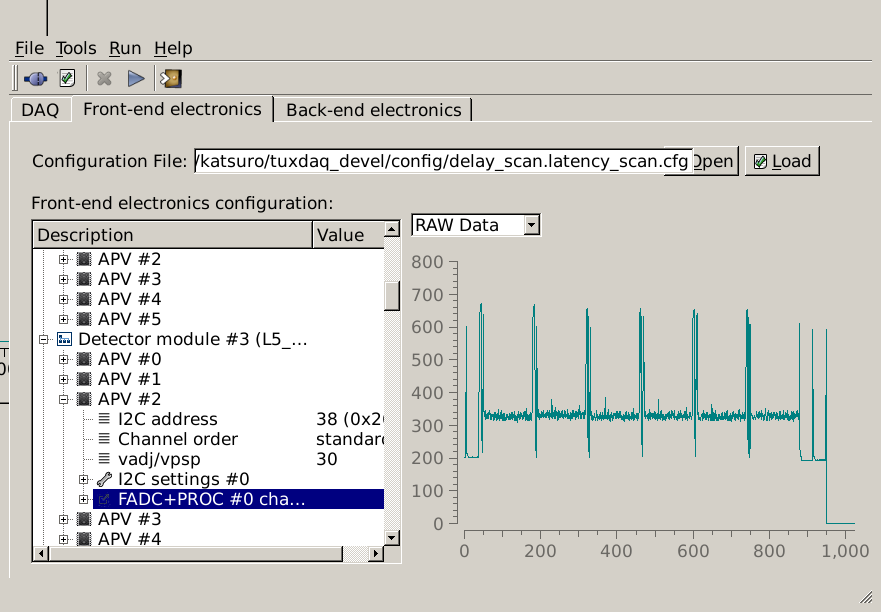 File Tools Run Help
DAQ Front-end electronics Back-end electronics
Configuration File: /katsuro/tuxdaq_devel/config/delay_scan.latency_scan.cfg Open Load
Front-end electronics configuration:
RAW Data
Description Value
APV #2
APV #3
APV #4
APV #5
Detector module #3 (L5_...
APV #0
APV #1
APV #2
I2C address 38 (0x2
Channel order standard
vadj/vpsp 30
I2C settings #0
FADC+PROC #0 cha...
APV #3
APV #4
800
700
600
500
400
300
200
100
0
0 200 400 600 800 1,000